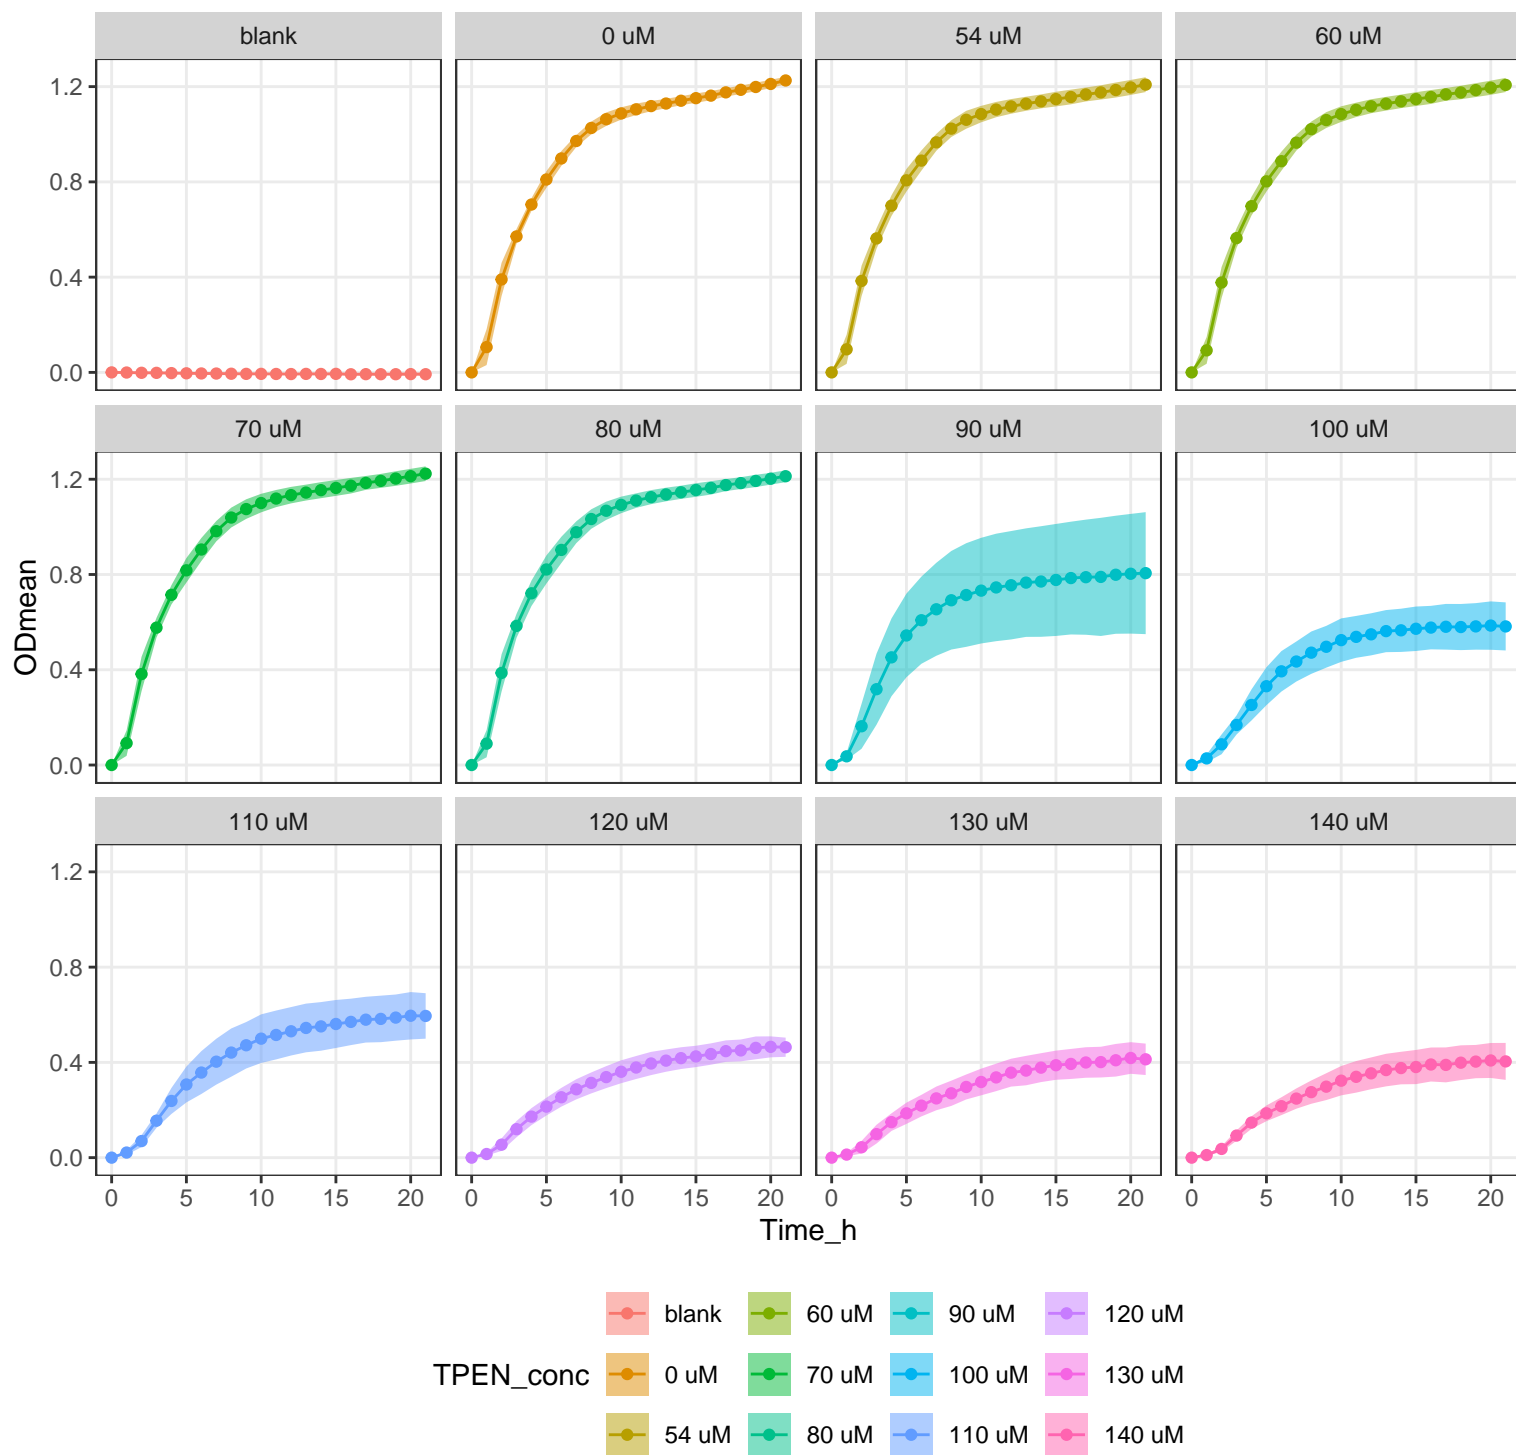 blank 0 uM 54 uM 60 uM
1.2
0.8
0.4
0.0
70 uM 80 uM 90 uM 100 uM
1.2
0.8
0.4
0.0
ODmean
110 uM 120 uM 130 uM 140 uM
1.2
0.8
0.4
0.0
0 5 10 15 20 0 5 10 15 20 0 5 10 15 20 0 5 10 15 20
Time_h
TPEN_conc
blank 60 uM 90 uM 120 uM
0 uM 70 uM 100 uM 130 uM
54 uM 80 uM 110 uM 140 uM